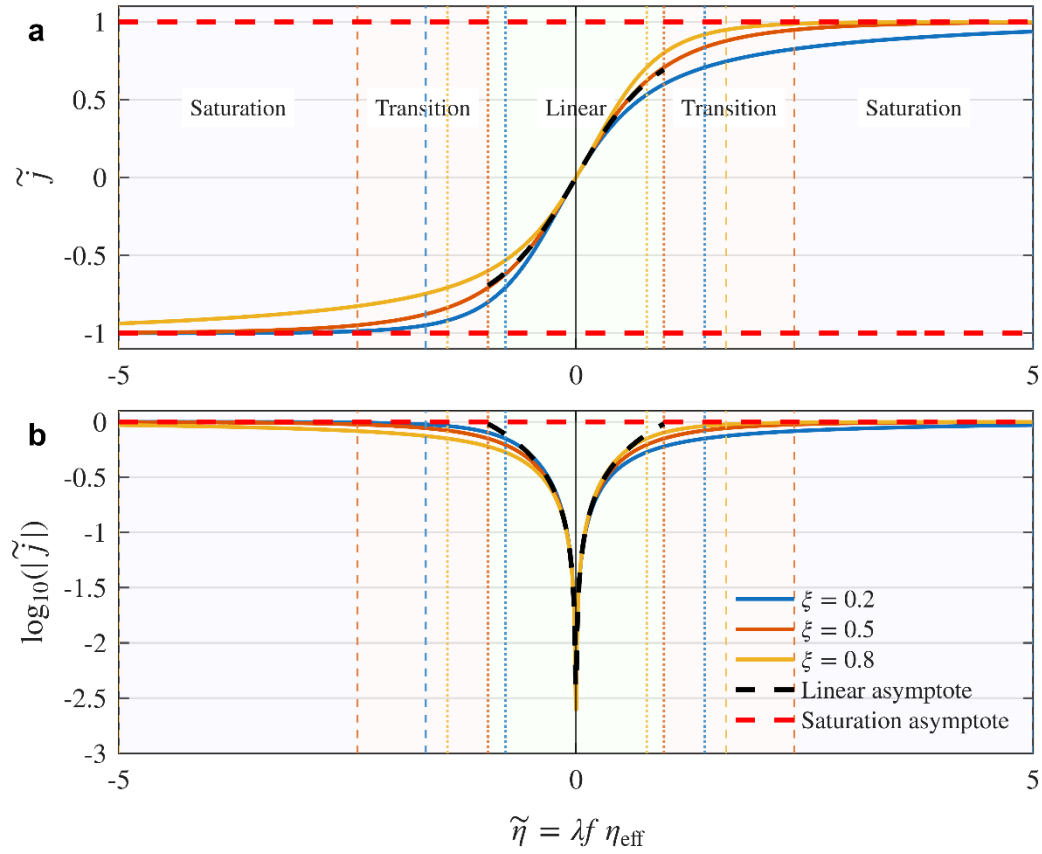 a
1
0.5
0
-0.5
-1
j̃
Saturation
Transition
Linear
Transition
Saturation
-5
0
5
b
0
-0.5
-1
-1.5
-2
-2.5
-3
log₁₀(|j̃|)
ξ = 0.2
ξ = 0.5
ξ = 0.8
Linear asymptote
Saturation asymptote
-5
0
5
η̃ = λf η_eff